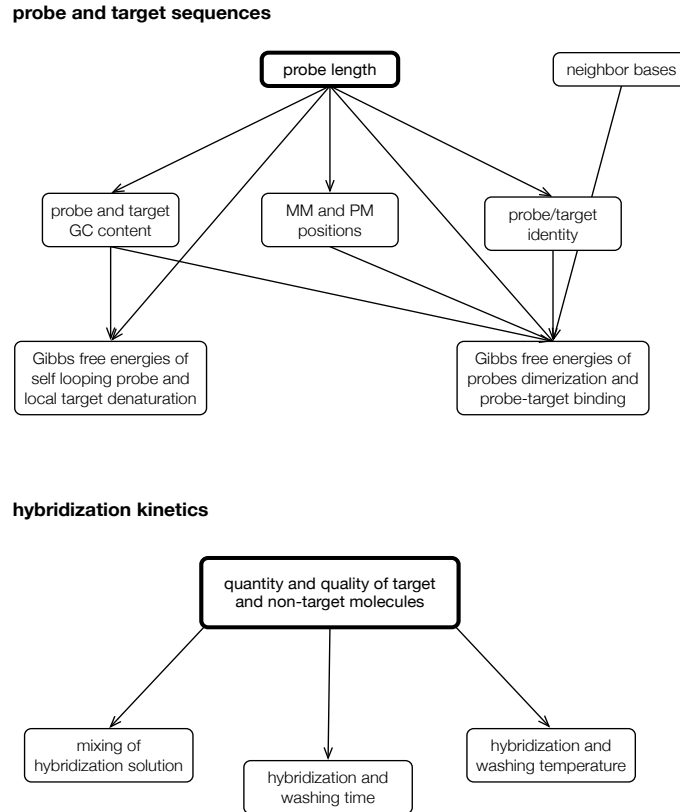 probe and target sequences
probe length
neighbor bases
probe and target
GC content
MM and PM
positions
probe/target
identity
Gibbs free energies of
self looping probe and
local target denaturation
Gibbs free energies of
probes dimerization and
probe-target binding
hybridization kinetics
quantity and quality of target
and non-target molecules
mixing of
hybridization solution
hybridization and
washing time
hybridization and
washing temperature